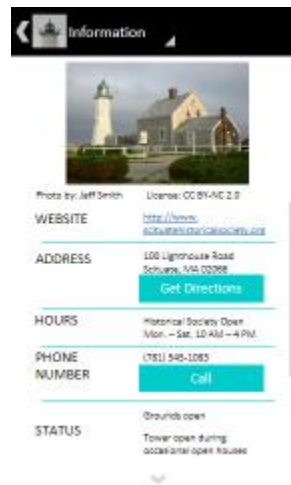 Information
Photo by: Jeff Smith License: CC BY-NC 2.0
WEBSITE
http://www.
scituatehistoricalsociety.org
ADDRESS
100 Lighthouse Road
Scituate, MA 02066
Get Directions
HOURS
Historical Society Open
Mon. – Sat, 10 AM – 4 PM
PHONE
NUMBER
(781) 545-1083
Call
STATUS
Grounds open
Tower open during
occasional open houses